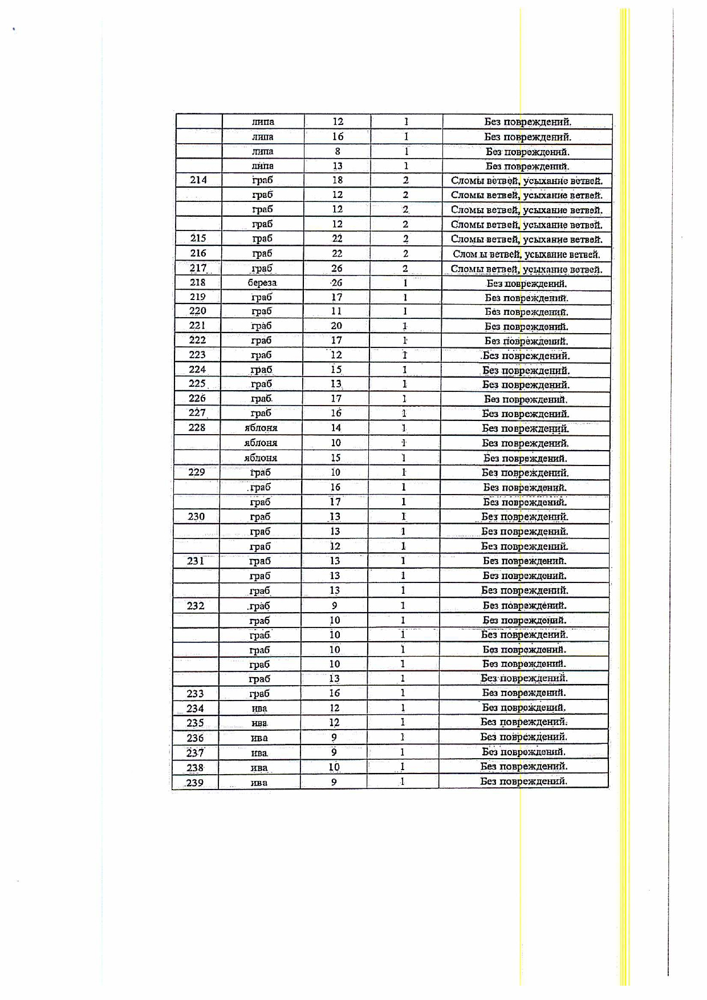 липа 12 1 Без повреждений.
липа 16 1 Без повреждений.
липа 8 1 Без повреждений.
липа 13 1 Без повреждений.
214 граб 18 2 Сломы ветвей, усыхание ветвей.
граб 12 2 Сломы ветвей, усыхание ветвей.
граб 12 2 Сломы ветвей, усыхание ветвей.
граб 12 2 Сломы ветвей, усыхание ветвей.
215 граб 22 2 Сломы ветвей, усыхание ветвей.
216 граб 22 2 Слом ы ветвей, усыхание ветвей.
217 граб 26 2 Сломы ветвей, усыхание ветвей.
218 береза 26 1 Без повреждений.
219 граб 17 1 Без повреждений.
220 граб 11 1 Без повреждений.
221 граб 20 1 Без повреждений.
222 граб 17 1 Без повреждений.
223 граб 12 1 Без повреждений.
224 граб 15 1 Без повреждений.
225 граб 13 1 Без повреждений.
226 граб 17 1 Без повреждений.
227 граб 16 1 Без повреждений.
228 яблоня 14 1 Без повреждений.
яблоня 10 1 Без повреждений.
яблоня 15 1 Без повреждений.
229 граб 10 1 Без повреждений.
граб 16 1 Без повреждений.
граб 17 1 Без повреждений.
230 граб 13 1 Без повреждений.
граб 13 1 Без повреждений.
граб 12 1 Без повреждений.
231 граб 13 1 Без повреждений.
граб 13 1 Без повреждений.
граб 13 1 Без повреждений.
232 граб 9 1 Без повреждений.
граб 10 1 Без повреждений.
граб 10 1 Без повреждений.
граб 10 1 Без повреждений.
граб 10 1 Без повреждений.
граб 13 1 Без повреждений.
233 граб 16 1 Без повреждений.
234 ива 12 1 Без повреждений.
235 ива 12 1 Без повреждений.
236 ива 9 1 Без повреждений.
237 ива 9 1 Без повреждений.
238 ива 10 1 Без повреждений.
239 ива 9 1 Без повреждений.